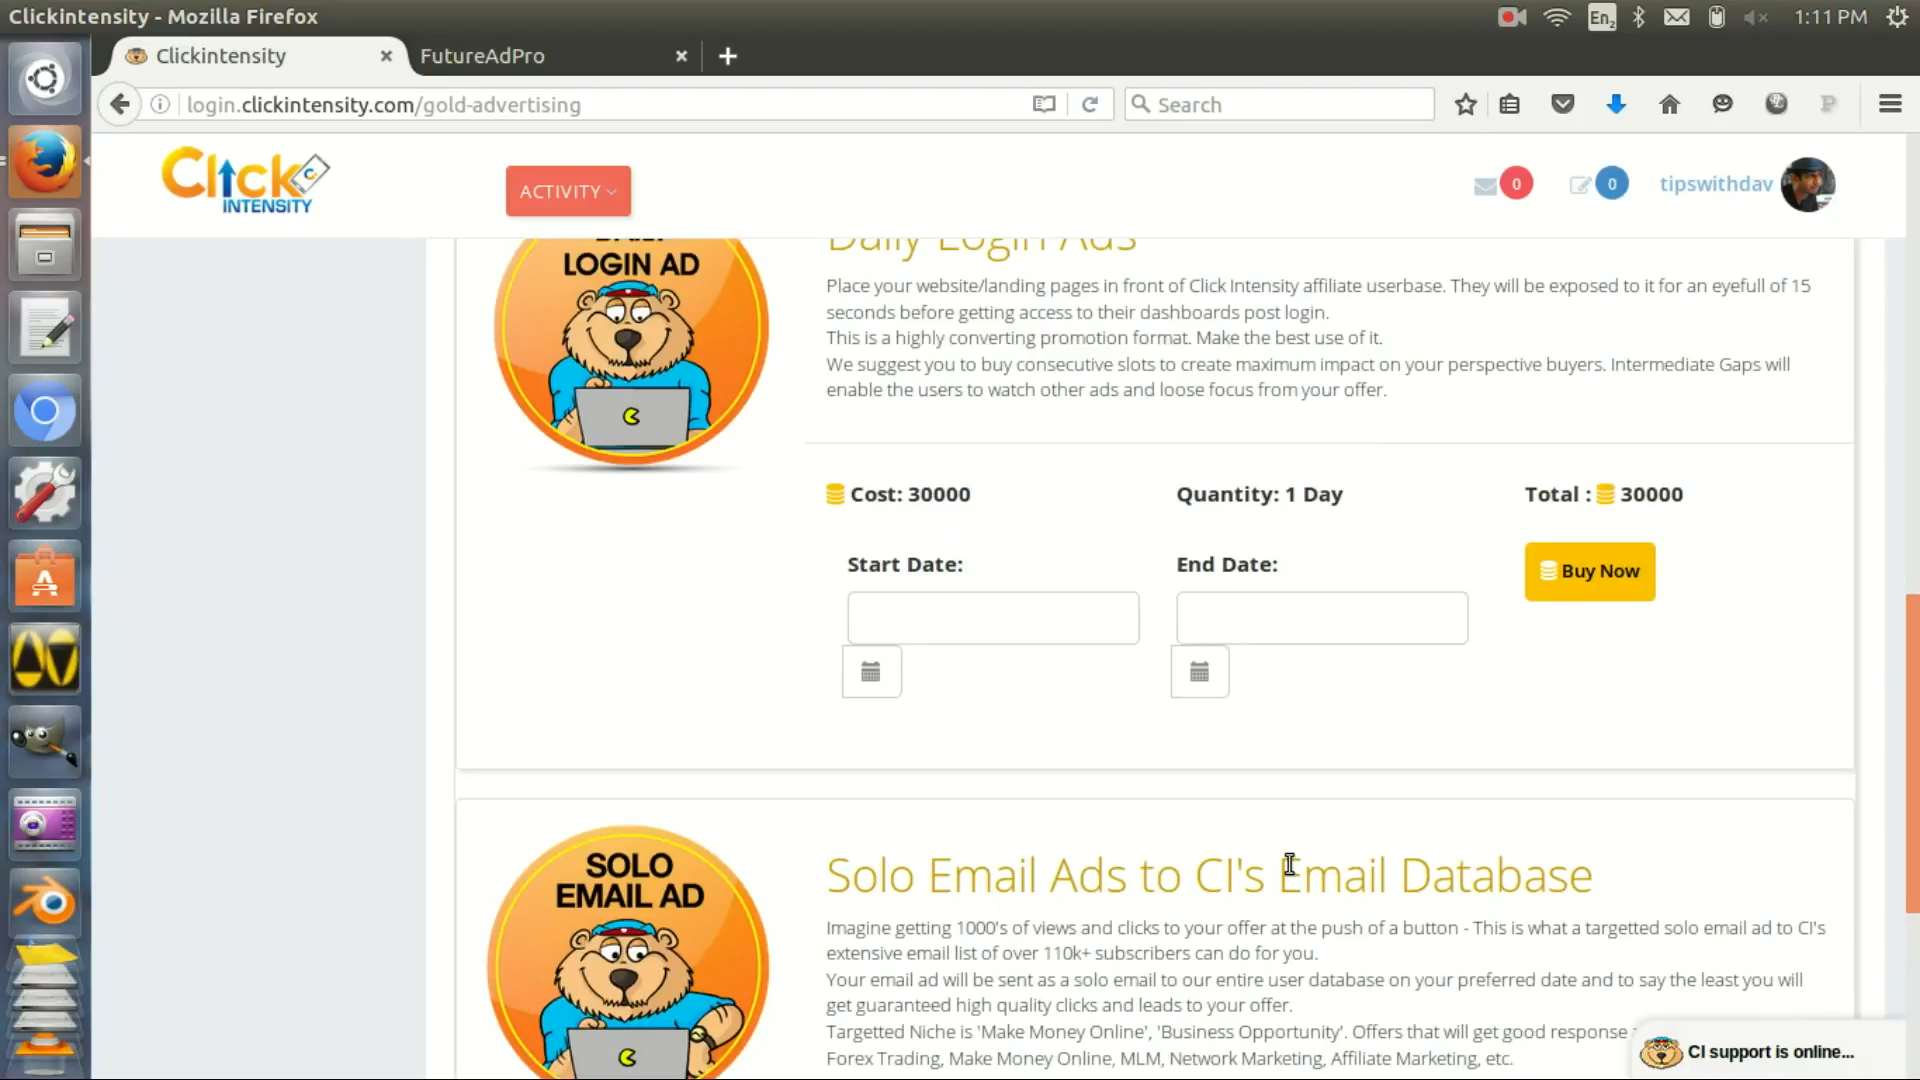 Clickintensity - Mozilla Firefox
En2
1:11 PM
Clickintensity
FutureAdPro
login.clickintensity.com/gold-advertising
Search
Click
INTENSITY
ACTIVITY
0
0
tipswithdav
DAILY
LOGIN AD
Daily Login Ads
Place your website/landing pages in front of Click Intensity affiliate userbase. They will be exposed to it for an eyefull of 15
seconds before getting access to their dashboards post login.
This is a highly converting promotion format. Make the best use of it.
We suggest you to buy consecutive slots to create maximum impact on your perspective buyers. Intermediate Gaps will
enable the users to watch other ads and loose focus from your offer.
Cost: 30000
Quantity: 1 Day
Total : 30000
Start Date:
End Date:
Buy Now
SOLO
EMAIL AD
Solo Email Ads to CI's Email Database
Imagine getting 1000's of views and clicks to your offer at the push of a button - This is what a targetted solo email ad to CI's
extensive email list of over 110k+ subscribers can do for you.
Your email ad will be sent as a solo email to our entire user database on your preferred date and to say the least you will
get guaranteed high quality clicks and leads to your offer.
Targetted Niche is 'Make Money Online', 'Business Opportunity'. Offers that will get good response
Forex Trading, Make Money Online, MLM, Network Marketing, Affiliate Marketing, etc.
CI support is online...